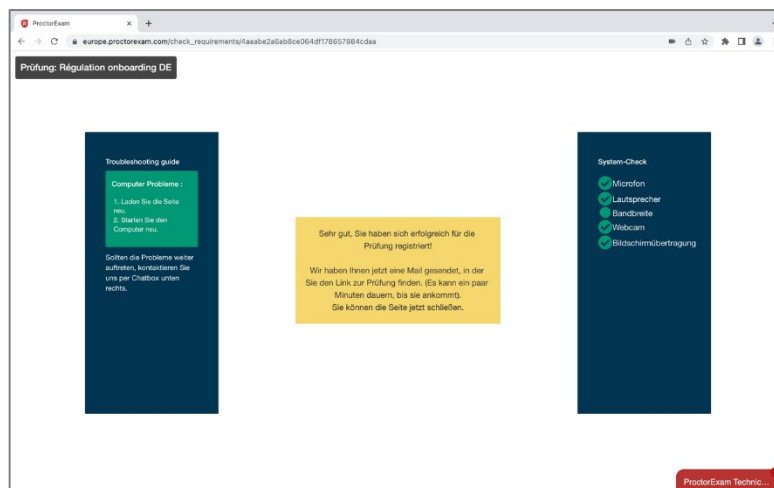 ProctorExam
europe.proctorexam.com/check_requirements/4aaabe2a6ab8ce064df178657884cdaa
Prüfung: Régulation onboarding DE
Troubleshooting guide
Computer Probleme :
1. Laden Sie die Seite
neu.
2. Starten Sie den
Computer neu.
Sollten die Probleme weiter
auftreten, kontaktieren Sie
uns per Chatbox unten
rechts.
Sehr gut, Sie haben sich erfolgreich für die
Prüfung registriert!
Wir haben Ihnen jetzt eine Mail gesendet, in der
Sie den Link zur Prüfung finden. (Es kann ein paar
Minuten dauern, bis sie ankommt).
Sie können die Seite jetzt schließen.
System-Check
Microfon
Lautsprecher
Bandbreite
Webcam
Bildschirmübertragung
ProctorExam Technic...